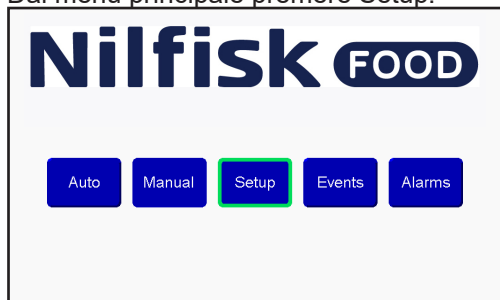 Dal menu principale premere Setup.
Nilfisk FOOD
Auto Manual Setup Events Alarms